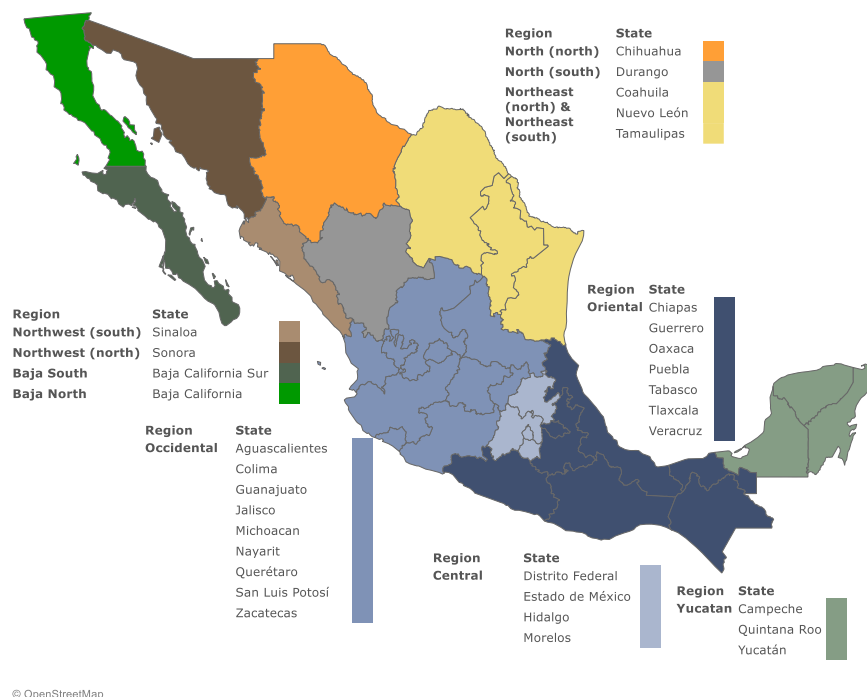 Region State
North (north) Chihuahua
North (south) Durango
Northeast Coahuila
(north) &
Northeast Nuevo León
(south) Tamaulipas
Region State
Oriental Chiapas
Guerrero
Oaxaca
Puebla
Tabasco
Tlaxcala
Veracruz
Region State
Northwest (south) Sinaloa
Northwest (north) Sonora
Baja South Baja California Sur
Baja North Baja California
Region State
Occidental Aguascalientes
Colima
Guanajuato
Jalisco
Michoacan
Nayarit
Querétaro
San Luis Potosí
Zacatecas
Region State
Central Distrito Federal
Estado de México
Hidalgo
Morelos
Region State
Yucatan Campeche
Quintana Roo
Yucatán
© OpenStreetMap